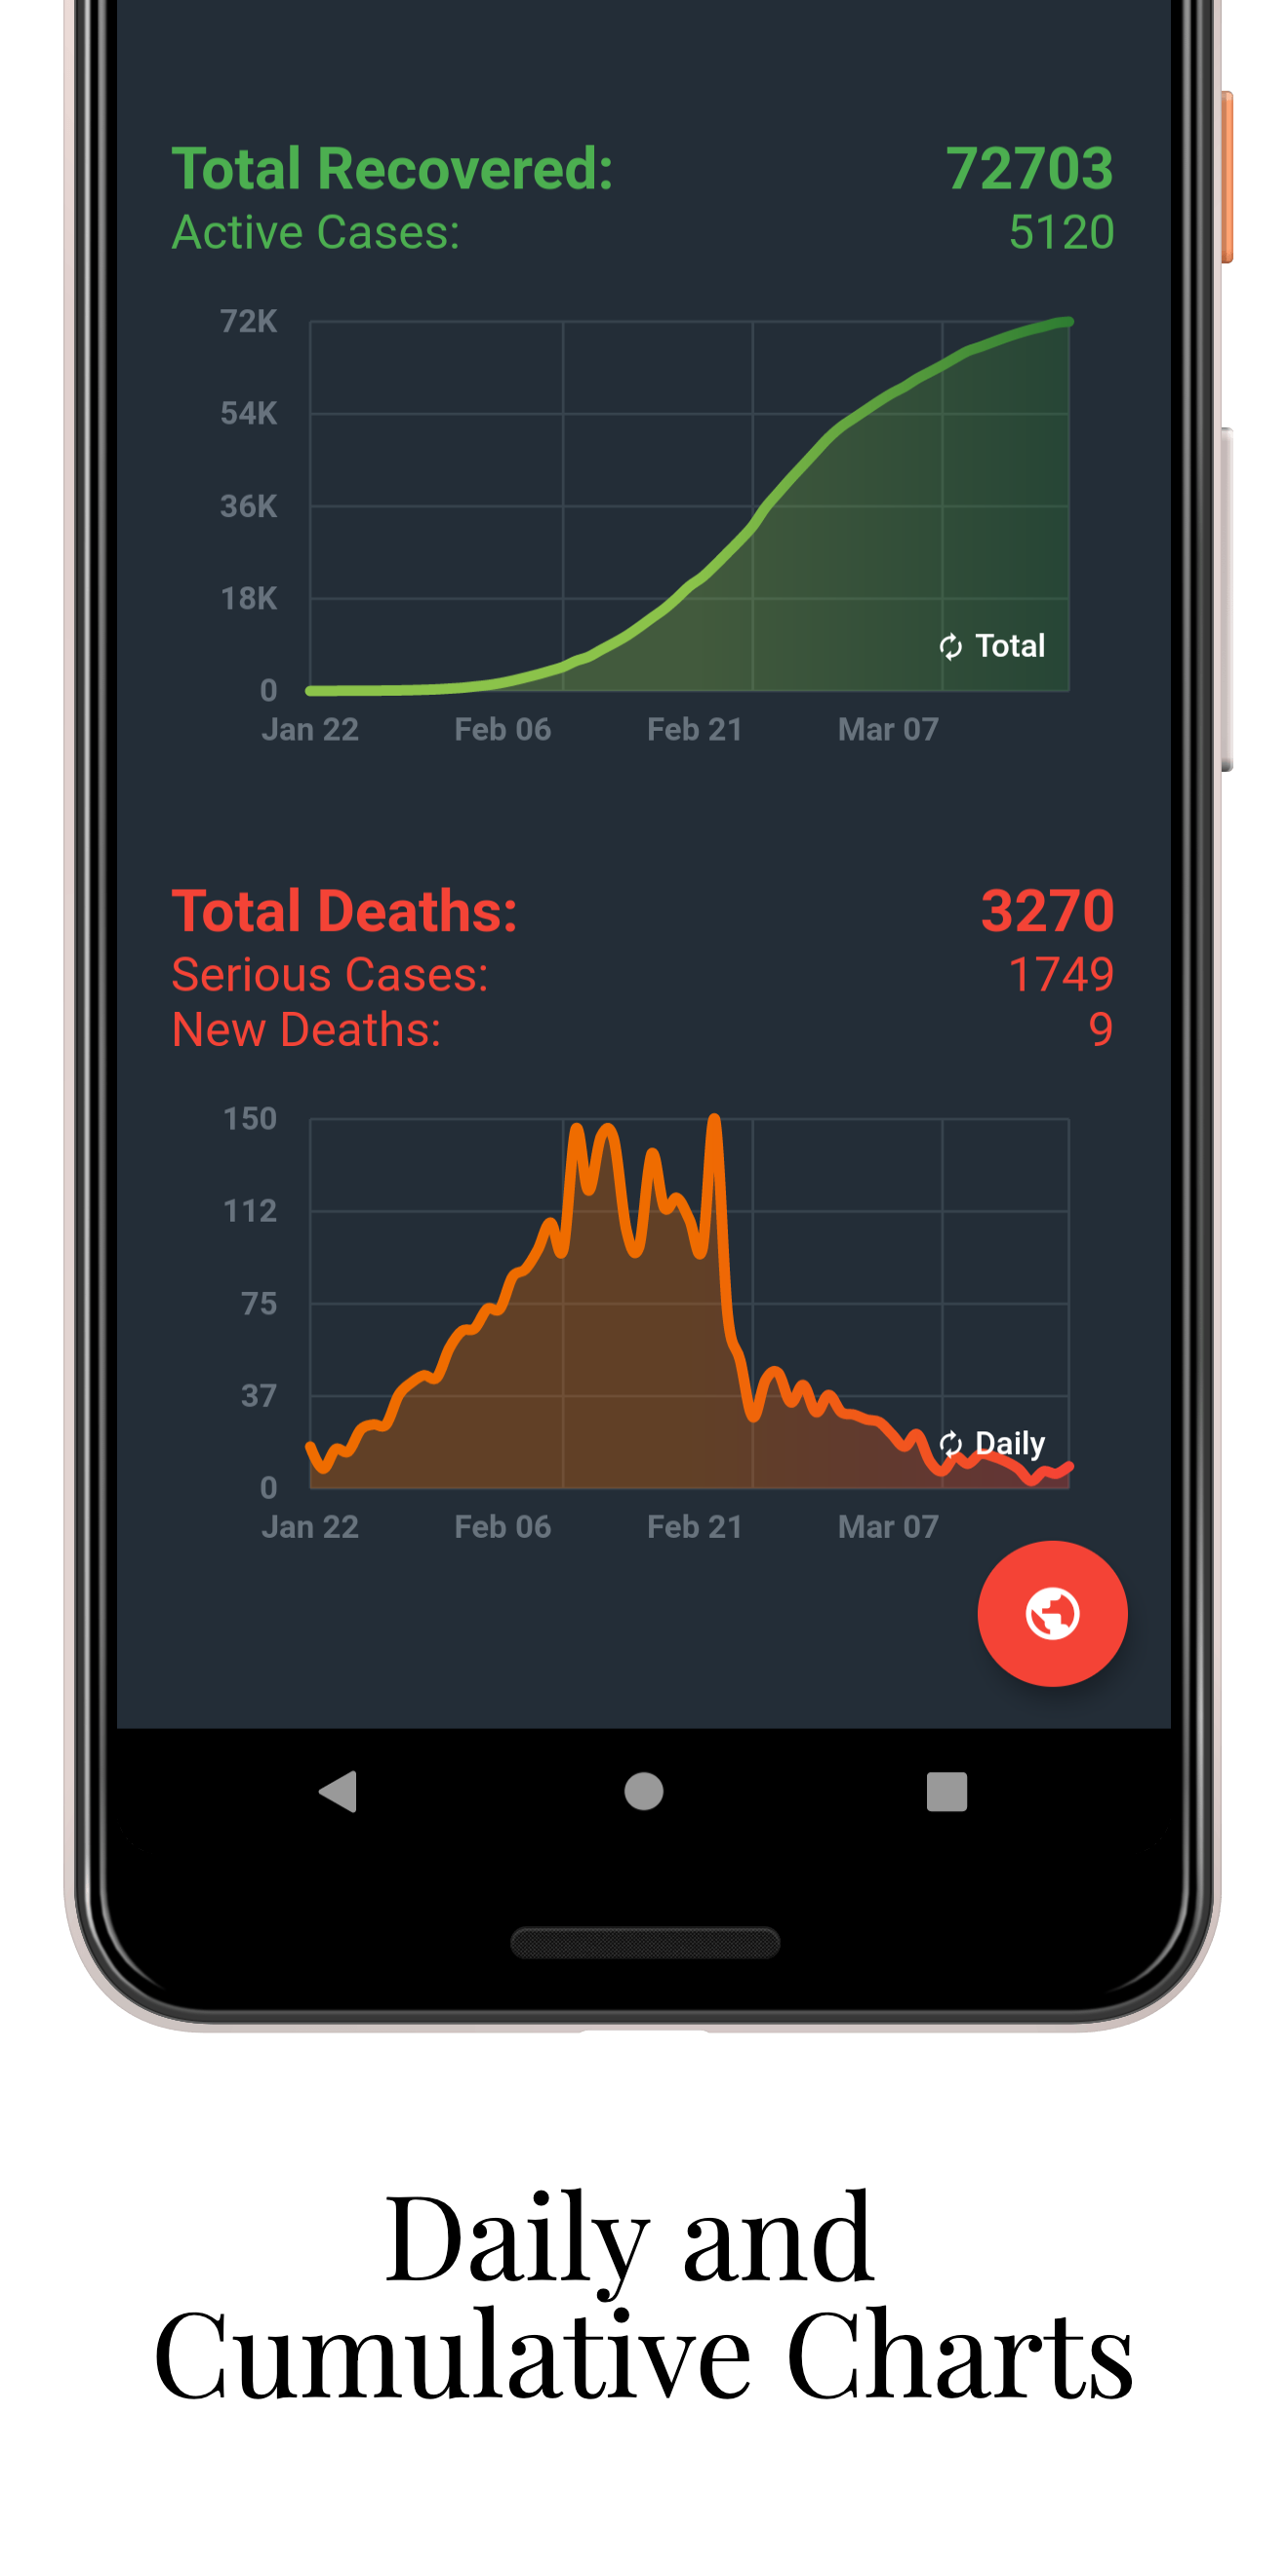 Total Recovered: 72703
Active Cases: 5120
72K
54K
36K
18K
Total
0
Jan 22 Feb 06 Feb 21 Mar 07
Total Deaths: 3270
Serious Cases: 1749
New Deaths: 9
150
112
75
37
Daily
0
Jan 22 Feb 06 Feb 21 Mar 07
Daily and
Cumulative Charts